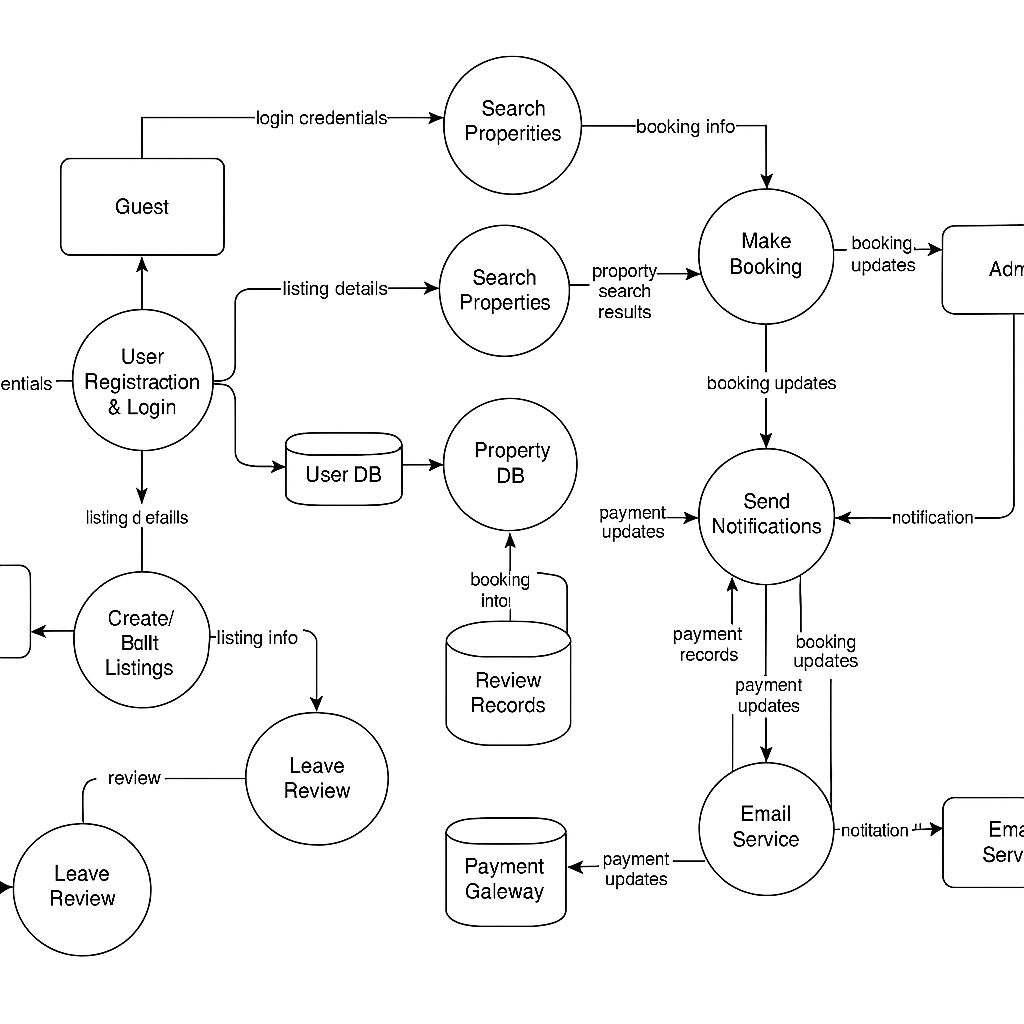 login credentials
Search
Properities
booking info
Guest
Make
Booking
booking
updates
Adm
listing details
Search
Properties
proporty
search
results
User
Registraction
& Login
entials
booking updates
User DB
Property
DB
listing d efaills
payment
updates
Send
Notifications
notification
booking
into
Create/
Ballt
Listings
listing info
payment
records
booking
updates
Review
Records
payment
updates
review
Leave
Review
Email
Service
notitation
Ema
Serv
Leave
Review
Payment
Galeway
payment
updates